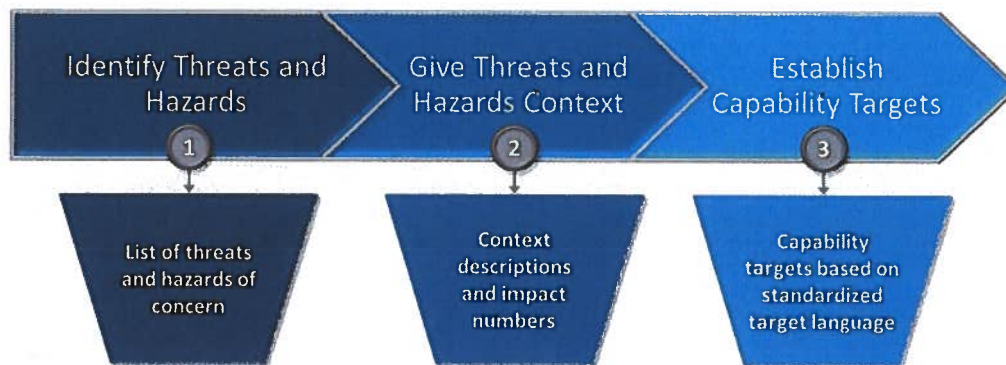 Identify Threats and
Hazards
1
Give Threats and
Hazards Context
2
Establish
Capability Targets
3
List of threats
and hazards of
concern
Context
descriptions
and impact
numbers
Capability
targets based on
standardized
target language